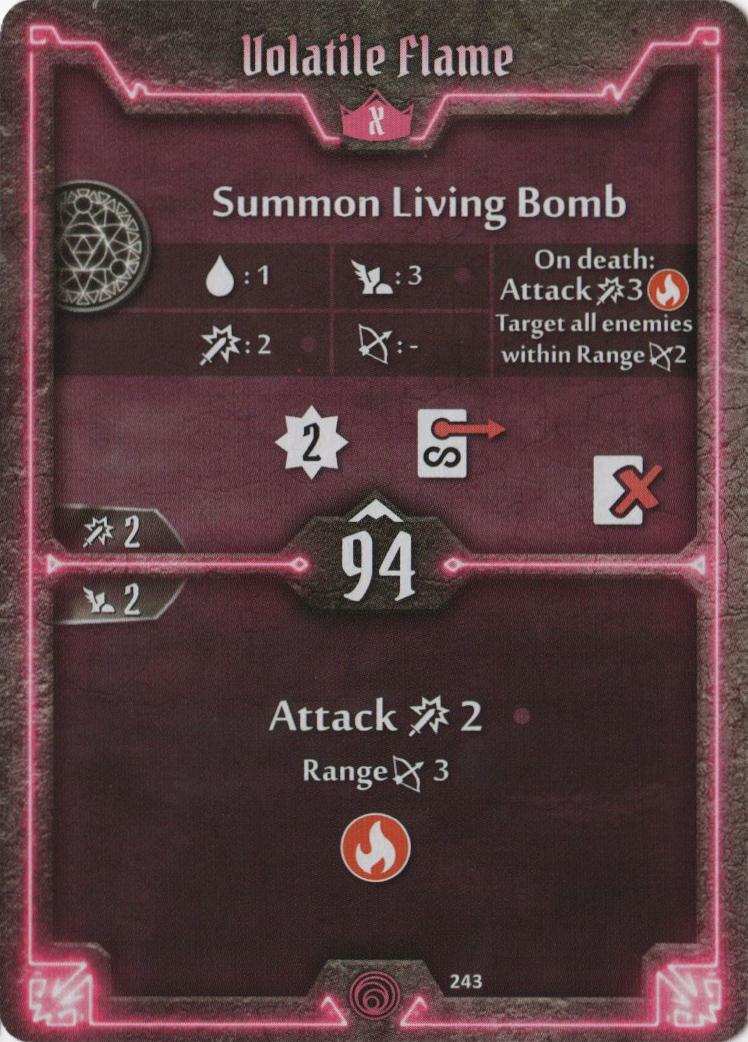 Volatile Flame
X
Summon Living Bomb
: 1
: 3
On death:
Attack 3
Target all enemies
within Range 2
: 2
: -
2
2
94
2
Attack 2
Range 3
243